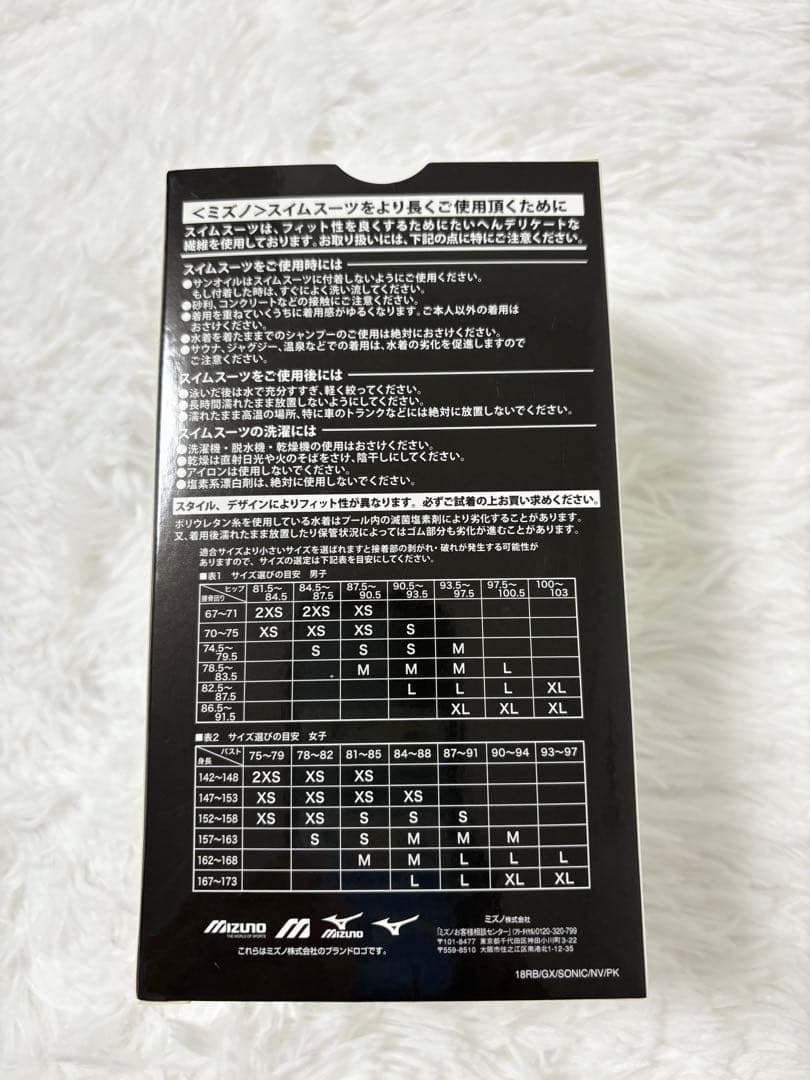 <ミズノ>スイムスーツをより長くご使用頂くために
スイムスーツは、フィット性を良くするためにたいへんデリケートな
繊維を使用しております。お取り扱いには、下記の点に特にご注意ください。
スイムスーツをご使用時には
●サンオイルはスイムスーツに付着しないようにご使用ください。
もし付着した時は、すぐによく洗い流してください。
●砂利、コンクリートなどの接触にご注意ください。
●着用を重ねていくうちに着用感がゆるくなります。ご本人以外の着用は
おさけください。
●水着を着たままでのシャンプーのご使用は絶対におさけください。
●サウナ、ジャグジー、温泉などでの着用は、水着の劣化を促進しますので
ご注意ください。
スイムスーツをご使用後には
●泳いだ後は水で充分すすぎ、軽く絞ってください。
●長時間濡れたまま放置しないようにしてください。
●濡れたまま高温の場所、特に車のトランクなどには絶対に放置しないでください。
スイムスーツの洗濯には
●洗濯機・脱水機・乾燥機の使用はおさけください。
●乾燥は直射日光や火のそばをさけ、陰干しにしてください。
●アイロンは使用しないでください。
●塩素系漂白剤は、絶対に使用しないでください。
スタイル、デザインによりフィット性が異なります。必ずご試着の上お買い求めください。
ポリウレタン糸を使用している水着はプール内の滅菌塩素剤により劣化することがあります。
又、着用後濡れたまま放置したり保管状況によってはゴム部分も劣化が進むことがあります。
適合サイズより小さいサイズを選ばれますと接着部の剥がれ・破れが発生する可能性が
ありますので、サイズの選定は下記表を目安にしてください。
■表1 サイズ選びの目安 男子
ヒップ 腰骨回り 81.5〜84.5 84.5〜87.5 87.5〜90.5 90.5〜93.5 93.5〜97.5 97.5〜100.5 100〜103
67〜71 2XS 2XS XS
70〜75 XS XS XS S
74.5〜79.5 S S S M
78.5〜83.5 M M M L
82.5〜87.5 L L L XL
86.5〜91.5 XL XL XL
■表2 サイズ選びの目安 女子
バスト 身長 75〜79 78〜82 81〜85 84〜88 87〜91 90〜94 93〜97
142〜148 2XS XS XS
147〜153 XS XS XS XS
152〜158 XS XS S S S
157〜163 S S M M M
162〜168 M M L L L
167〜173 L L XL XL
MIZUNO
THE WORLD OF SPORTS
MIZUNO
これらはミズノ株式会社のブランドロゴです。
ミズノ株式会社
「ミズノお客様相談センター」(フリーダイヤル)0120-320-799
〒101-8477 東京都千代田区神田小川町3-22
〒559-8510 大阪市住之江区南港北1-12-35
18RB/GX/SONIC/NV/PK